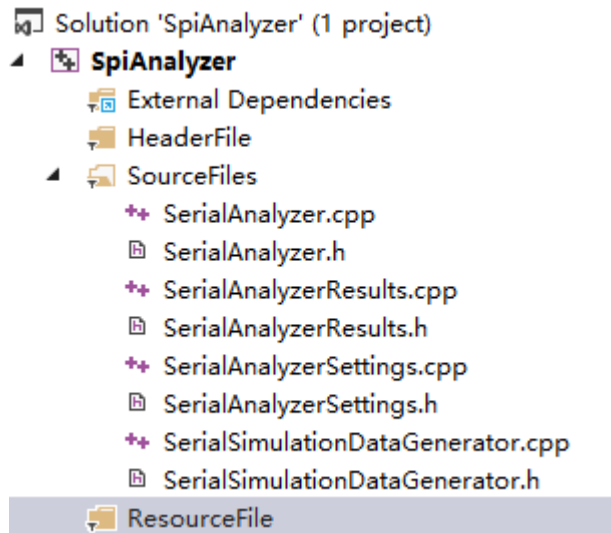 Solution 'SpiAnalyzer' (1 project)
SpiAnalyzer
External Dependencies
HeaderFile
SourceFiles
SerialAnalyzer.cpp
SerialAnalyzer.h
SerialAnalyzerResults.cpp
SerialAnalyzerResults.h
SerialAnalyzerSettings.cpp
SerialAnalyzerSettings.h
SerialSimulationDataGenerator.cpp
SerialSimulationDataGenerator.h
ResourceFile